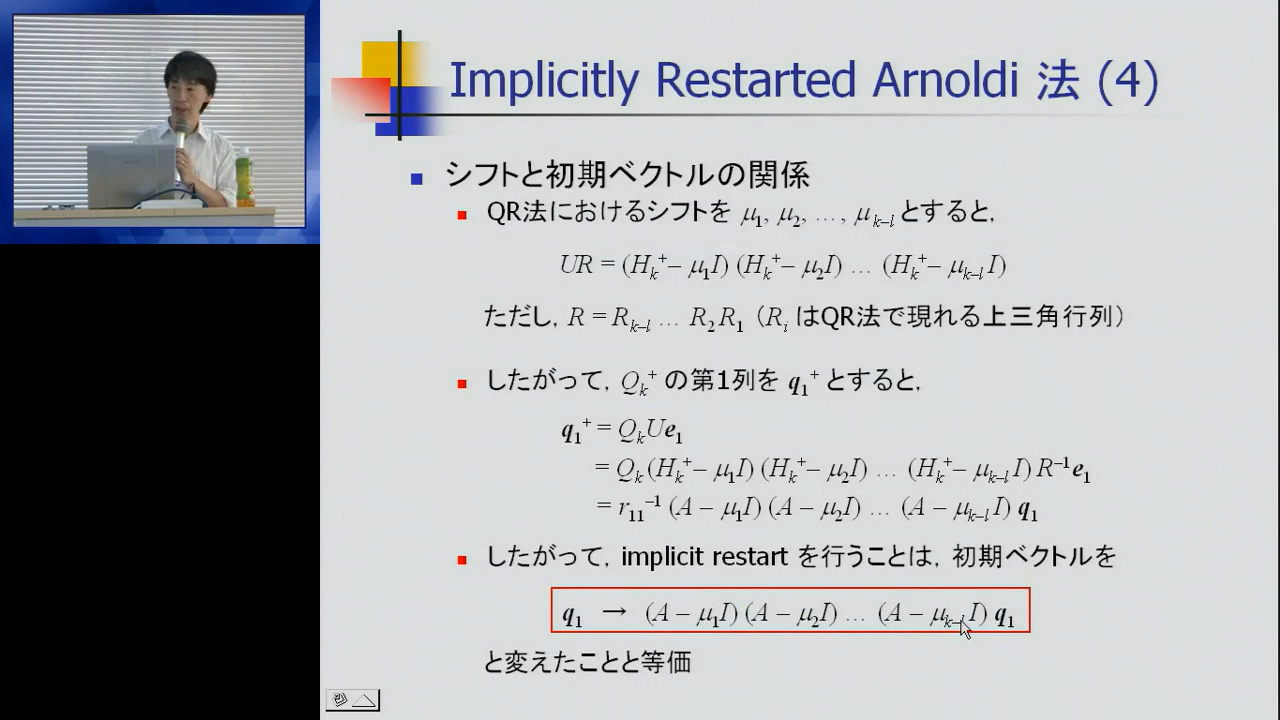 Implicitly Restarted Arnoldi 法 (4)
シフトと初期ベクトルの関係
QR法におけるシフトを μ₁, μ₂, …, μₖ₋ₗ とすると,
UR = (Hₖ⁺– μ₁I) (Hₖ⁺– μ₂I) … (Hₖ⁺– μₖ₋ₗ I)
ただし, R = Rₖ₋ₗ … R₂ R₁ (Rᵢ はQR法で現れる上三角行列)
したがって, Qₖ⁺ の第1列を q₁⁺ とすると,
q₁⁺ = QₖUe₁
= Qₖ (Hₖ⁺– μ₁I) (Hₖ⁺– μ₂I) … (Hₖ⁺– μₖ₋ₗ I) R⁻¹e₁
= r₁₁⁻¹ (A – μ₁I) (A – μ₂I) … (A – μₖ₋ₗ I) q₁
したがって, implicit restart を行うことは, 初期ベクトルを
q₁ → (A – μ₁I) (A – μ₂I) … (A – μₖ₋ₗ I) q₁
と変えたことと等価